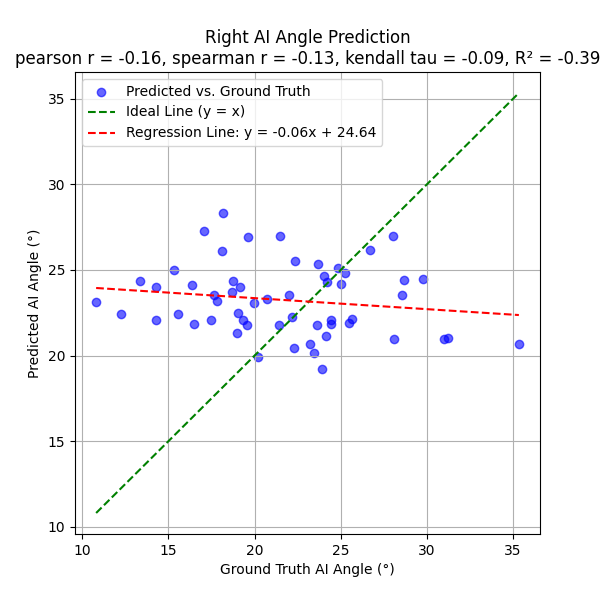 Right AI Angle Prediction
pearson r = -0.16, spearman r = -0.13, kendall tau = -0.09, R² = -0.39
Predicted vs. Ground Truth
Ideal Line (y = x)
Regression Line: y = -0.06x + 24.64
35
30
25
20
15
10
Predicted AI Angle (°)
10 15 20 25 30 35
Ground Truth AI Angle (°)